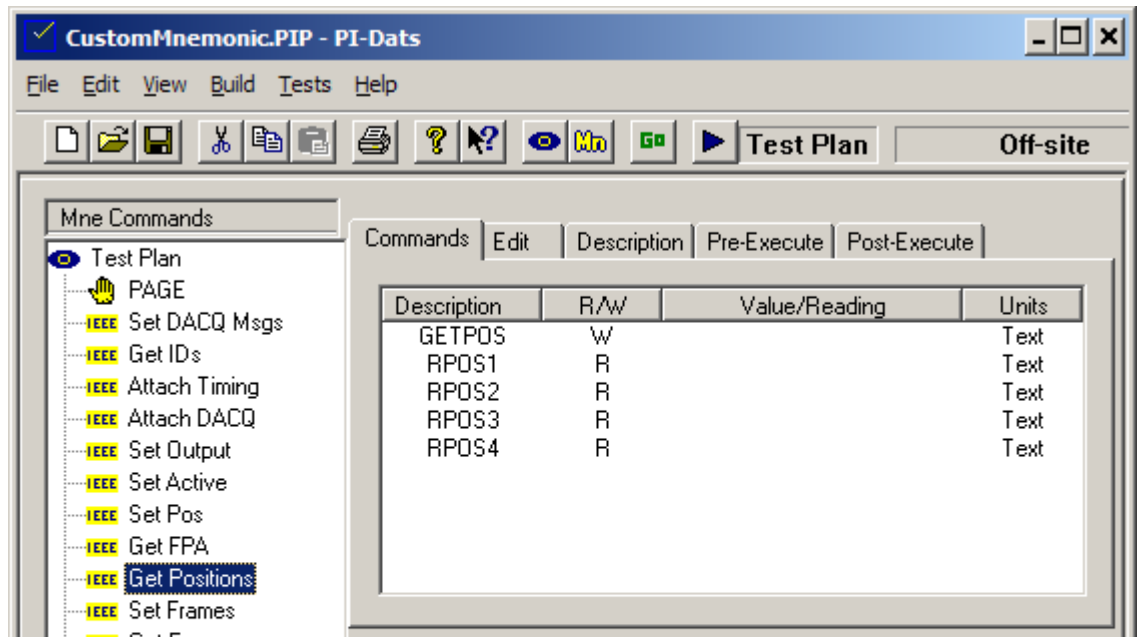 CustomMnemonic.PIP - PI-Dats
File Edit View Build Tests Help
Mn Go Test Plan Off-site
Mne Commands
Test Plan
PAGE
IEEE Set DACQ Msgs
IEEE Get IDs
IEEE Attach Timing
IEEE Attach DACQ
IEEE Set Output
IEEE Set Active
IEEE Set Pos
IEEE Get FPA
IEEE Get Positions
IEEE Set Frames
Commands Edit Description Pre-Execute Post-Execute
Description R/W Value/Reading Units
GETPOS W Text
RPOS1 R Text
RPOS2 R Text
RPOS3 R Text
RPOS4 R Text